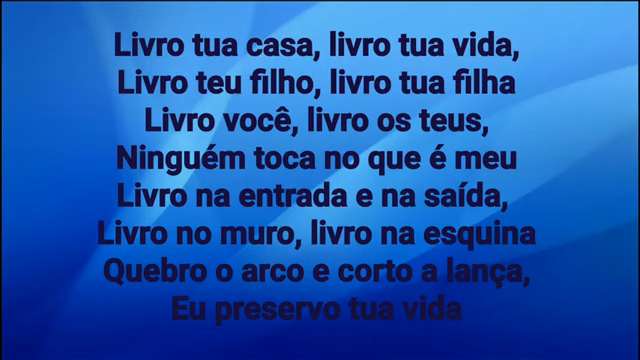 Livro tua casa, livro tua vida,
Livro teu filho, livro tua filha
Livro você, livro os teus,
Ninguém toca no que é meu
Livro na entrada e na saída,
Livro no muro, livro na esquina
Quebro o arco e corto a lança,
Eu preservo tua vida